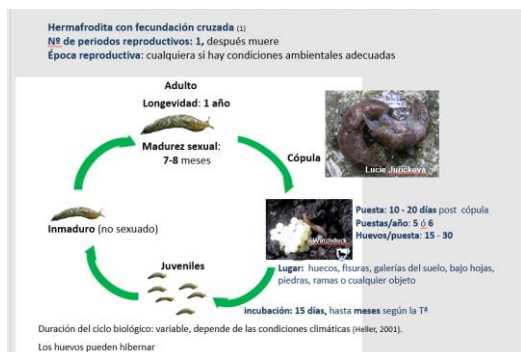 Hermafrodita con fecundación cruzada (1)
Nº de periodos reproductivos: 1, después muere
Época reproductiva: cualquiera si hay condiciones ambientales adecuadas
Adulto
Longevidad: 1 año
Madurez sexual:
7-8 meses
Cópula
Lucie Juřičková
Puesta: 10 - 20 días post cópula
Puestas/año: 5 ó 6
Huevos/puesta: 15 - 30
Watchduck
Lugar: huecos, fisuras, galerías del suelo, bajo hojas,
piedras, ramas o cualquier objeto
Inmaduro (no sexuado)
Juveniles
incubación: 15 días, hasta meses según la Tª
Duración del ciclo biológico: variable, depende de las condiciones climáticas (Heller, 2001).
Los huevos pueden hibernar